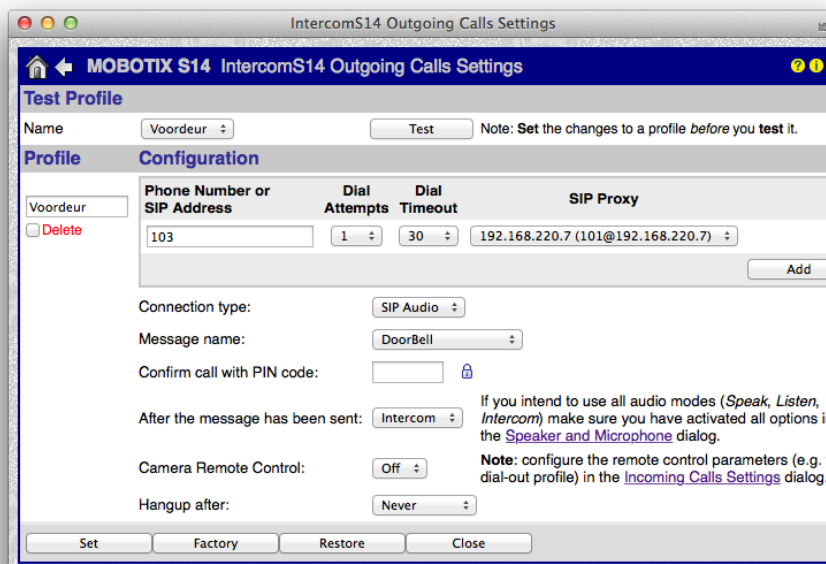 IntercomS14 Outgoing Calls Settings
MOBOTIX S14 IntercomS14 Outgoing Calls Settings ? i
Test Profile
Name Voordeur Test Note: Set the changes to a profile before you test it.
Profile Configuration
Phone Number or SIP Address Dial Attempts Dial Timeout SIP Proxy
Voordeur
Delete
103 1 30 192.168.220.7 (101@192.168.220.7)
Add
Connection type: SIP Audio
Message name: DoorBell
Confirm call with PIN code:
After the message has been sent: Intercom
If you intend to use all audio modes (Speak, Listen,
Intercom) make sure you have activated all options i
the Speaker and Microphone dialog.
Camera Remote Control: Off
Note: configure the remote control parameters (e.g.
dial-out profile) in the Incoming Calls Settings dialog.
Hangup after: Never
Set Factory Restore Close